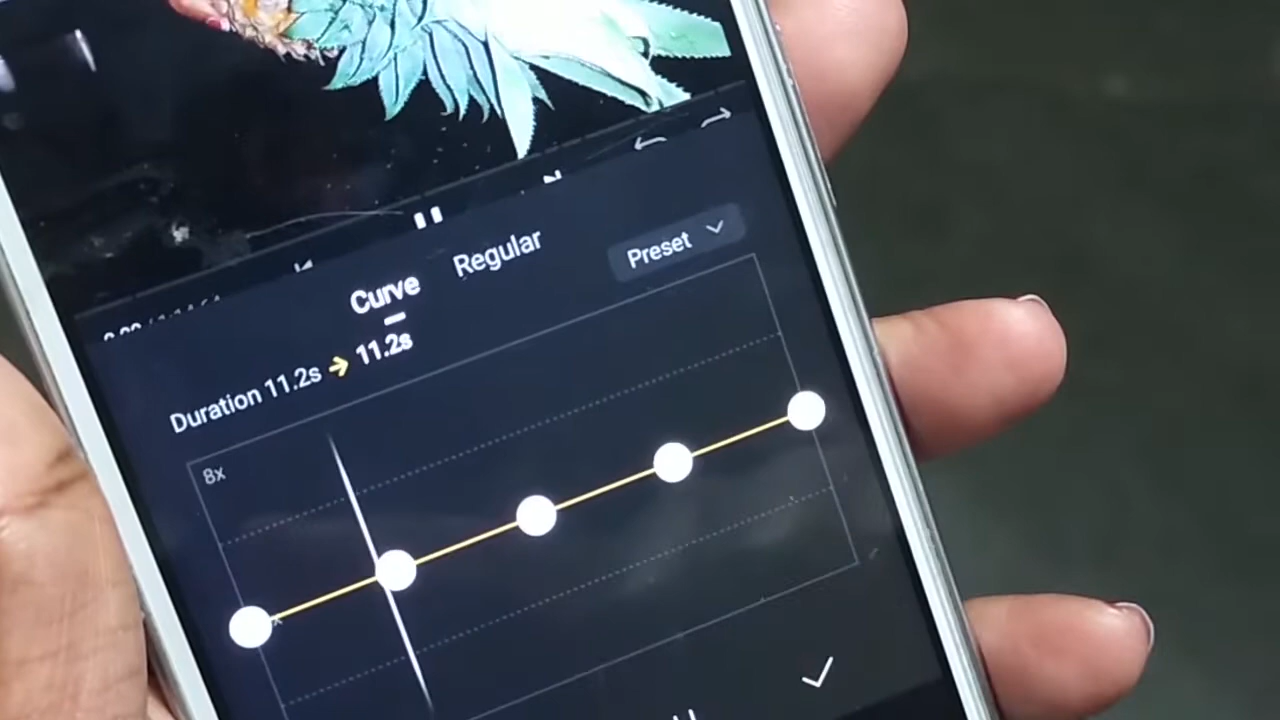 Curve Regular Preset
Duration 11.2s → 11.2s
8x